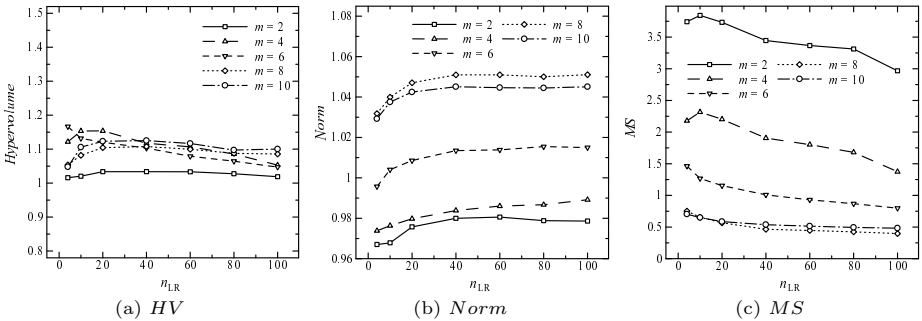 1.5
1.4
1.3
1.2
1.1
1
0.9
0.8
Hypervolume
m = 2
m = 4
m = 6
m = 8
m = 10
0 20 40 60 80 100
nLR
(a) HV
1.08
1.06
1.04
1.02
1
0.98
0.96
Norm
m = 2 m = 8
m = 4 m = 10
m = 6
0 20 40 60 80 100
nLR
(b) Norm
3.5
3
2.5
2
1.5
1
0.5
0
MS
m = 2 m = 8
m = 4 m = 10
m = 6
0 20 40 60 80 100
nLR
(c) MS